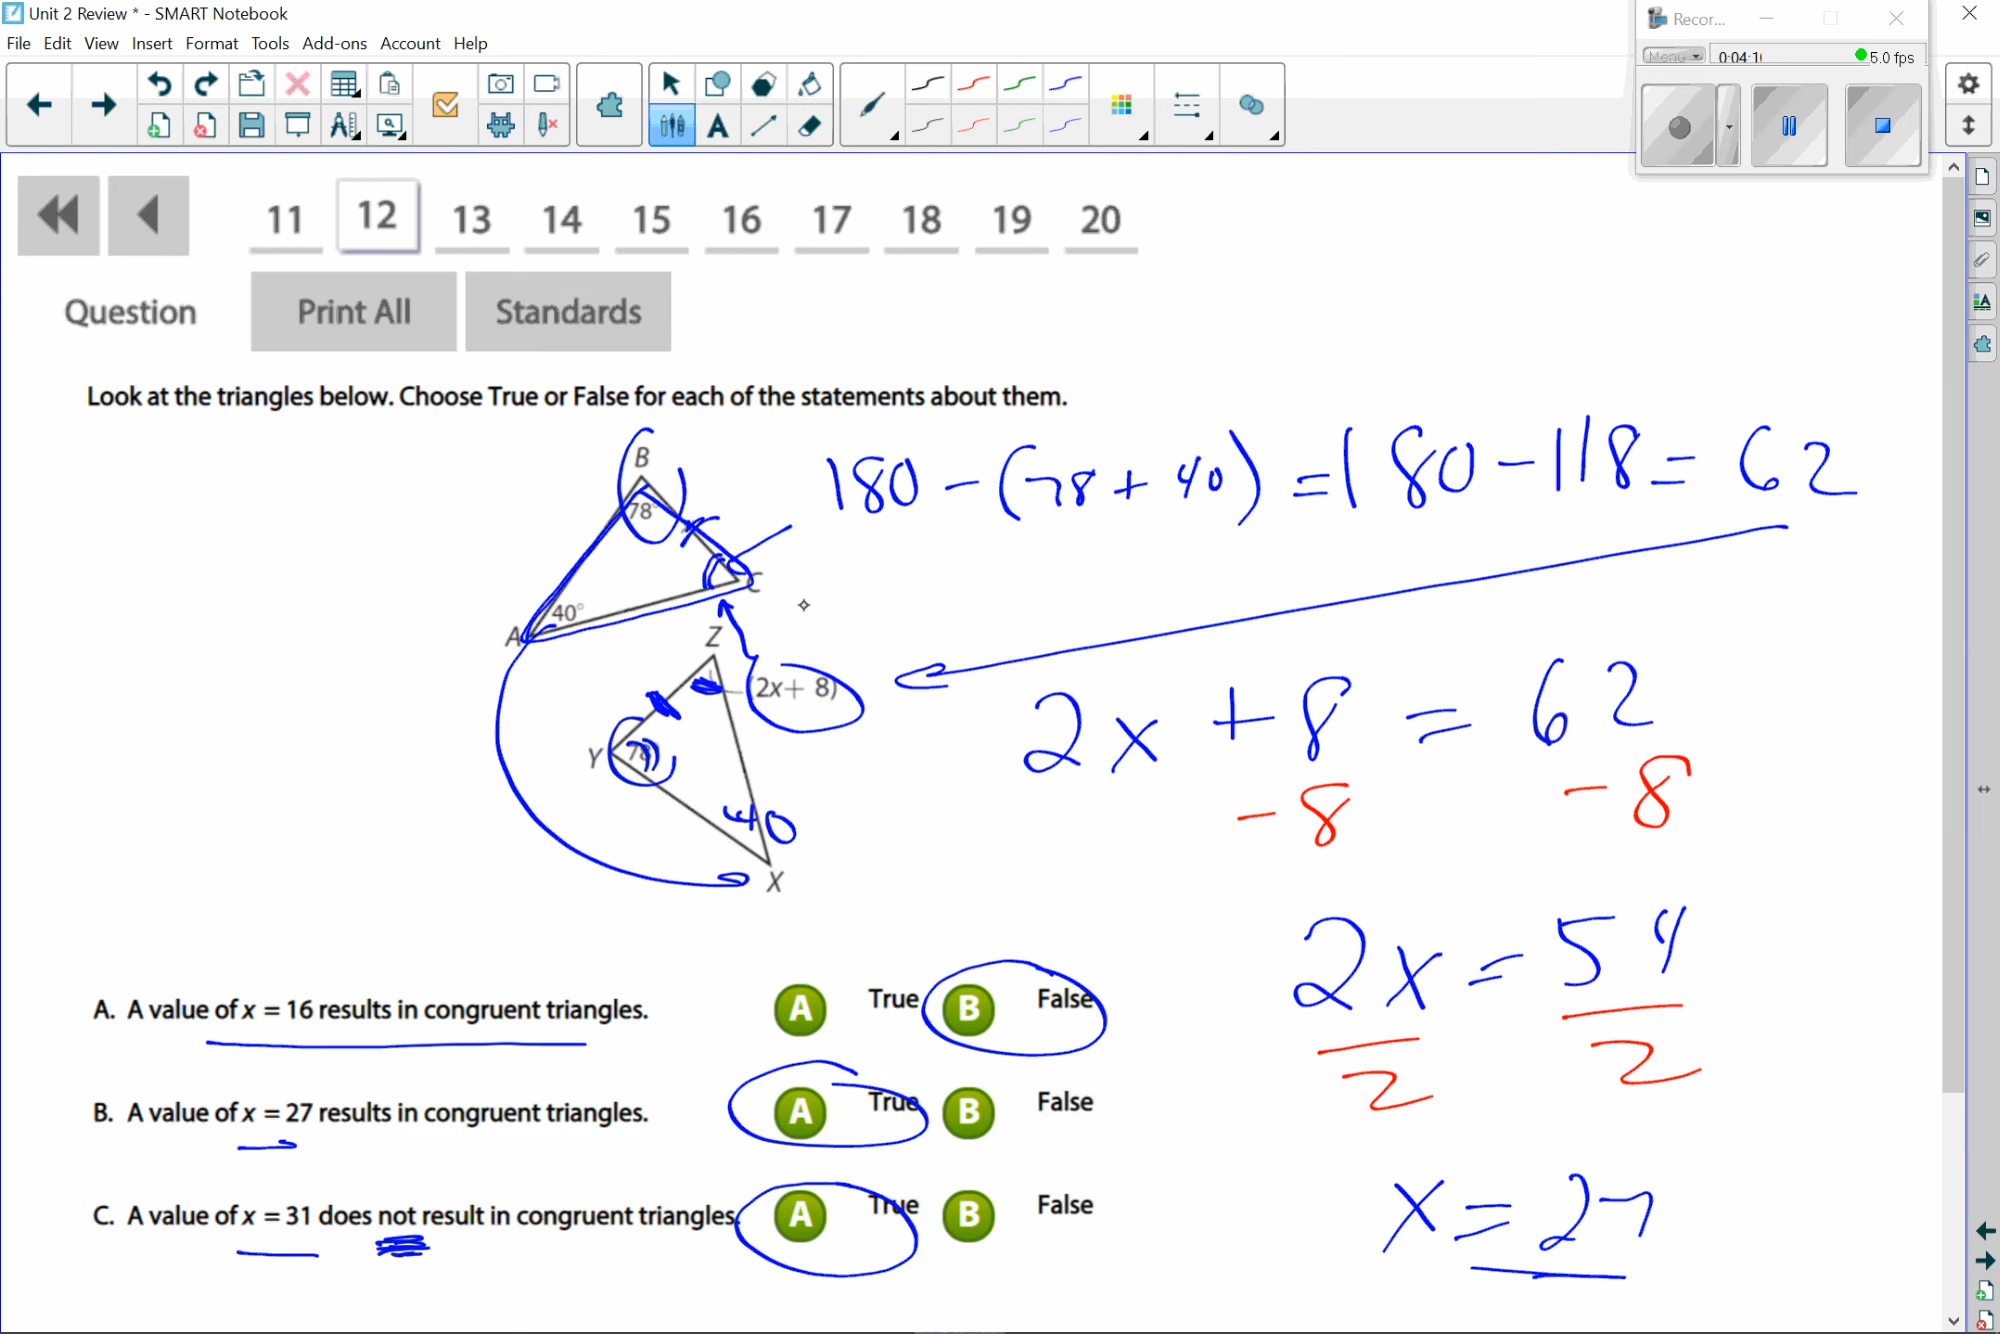 Unit 2 Review * - SMART Notebook
Recor...
File Edit View Insert Format Tools Add-ons Account Help
Menu 0:04:1 5.0 fps
11 12 13 14 15 16 17 18 19 20
Question Print All Standards
Look at the triangles below. Choose True or False for each of the statements about them.
B
180 - (78 + 40) = 180 - 118 = 62
78°
C
40°
A
Z
(2x + 8)
2x + 8 = 62
Y 78
- 8 - 8
40
X
2x = 54
2 2
x = 27
A. A value of x = 16 results in congruent triangles. A True B False
B. A value of x = 27 results in congruent triangles. A True B False
C. A value of x = 31 does not result in congruent triangles. A True B False